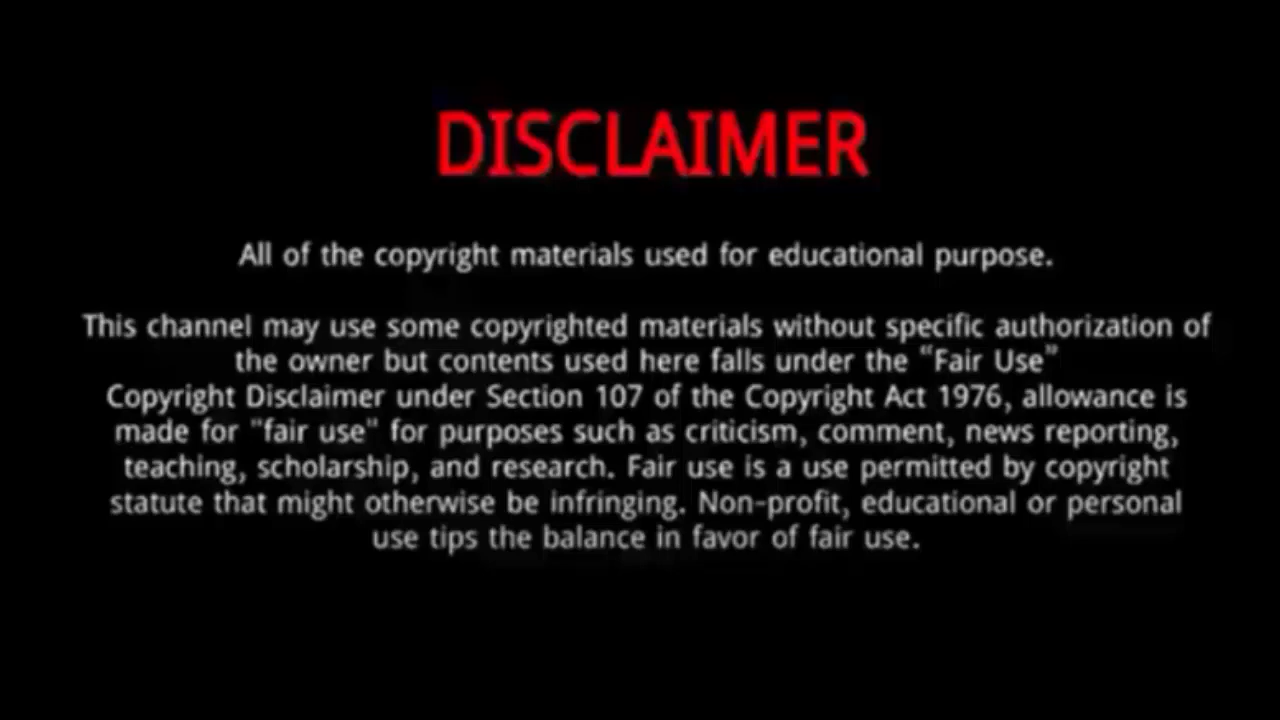 DISCLAIMER
All of the copyright materials used for educational purpose.
This channel may use some copyrighted materials without specific authorization of
the owner but contents used here falls under the “Fair Use”
Copyright Disclaimer under Section 107 of the Copyright Act 1976, allowance is
made for "fair use" for purposes such as criticism, comment, news reporting,
teaching, scholarship, and research. Fair use is a use permitted by copyright
statute that might otherwise be infringing. Non-profit, educational or personal
use tips the balance in favor of fair use.